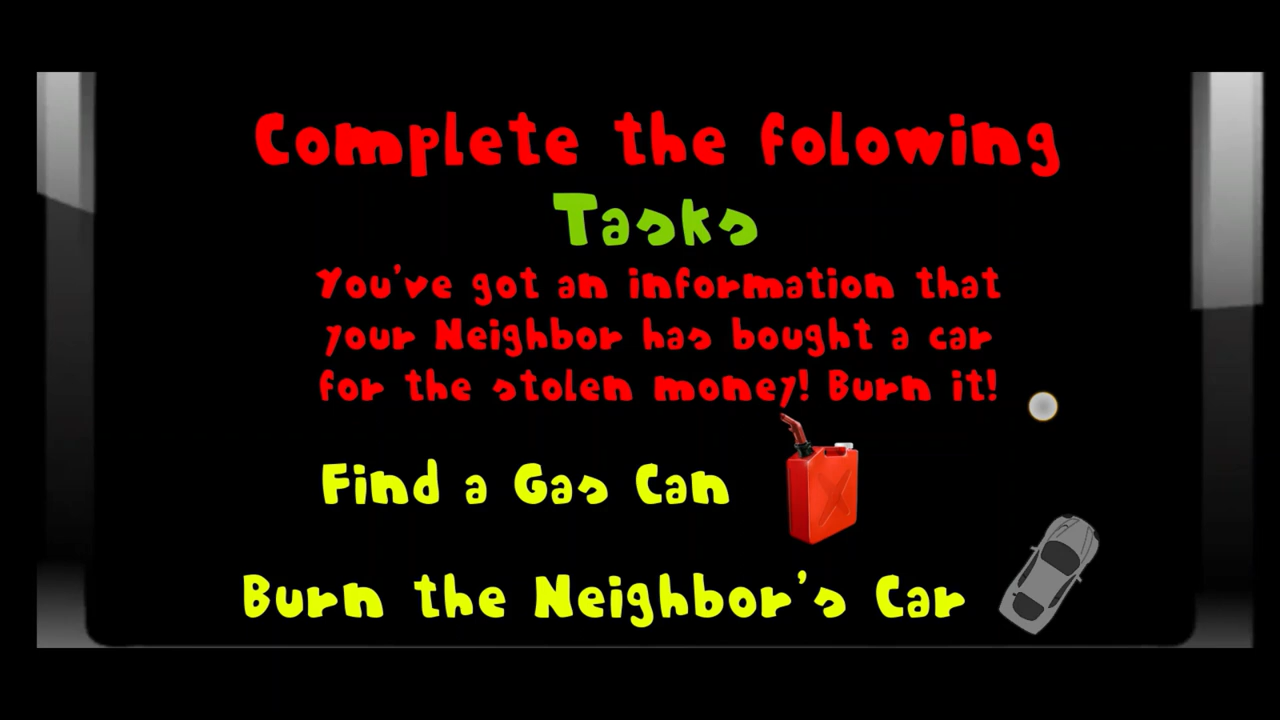 Complete the folowing
Tasks
You've got an information that
your Neighbor has bought a car
for the stolen money! Burn it!
Find a Gas Can
Burn the Neighbor's Car